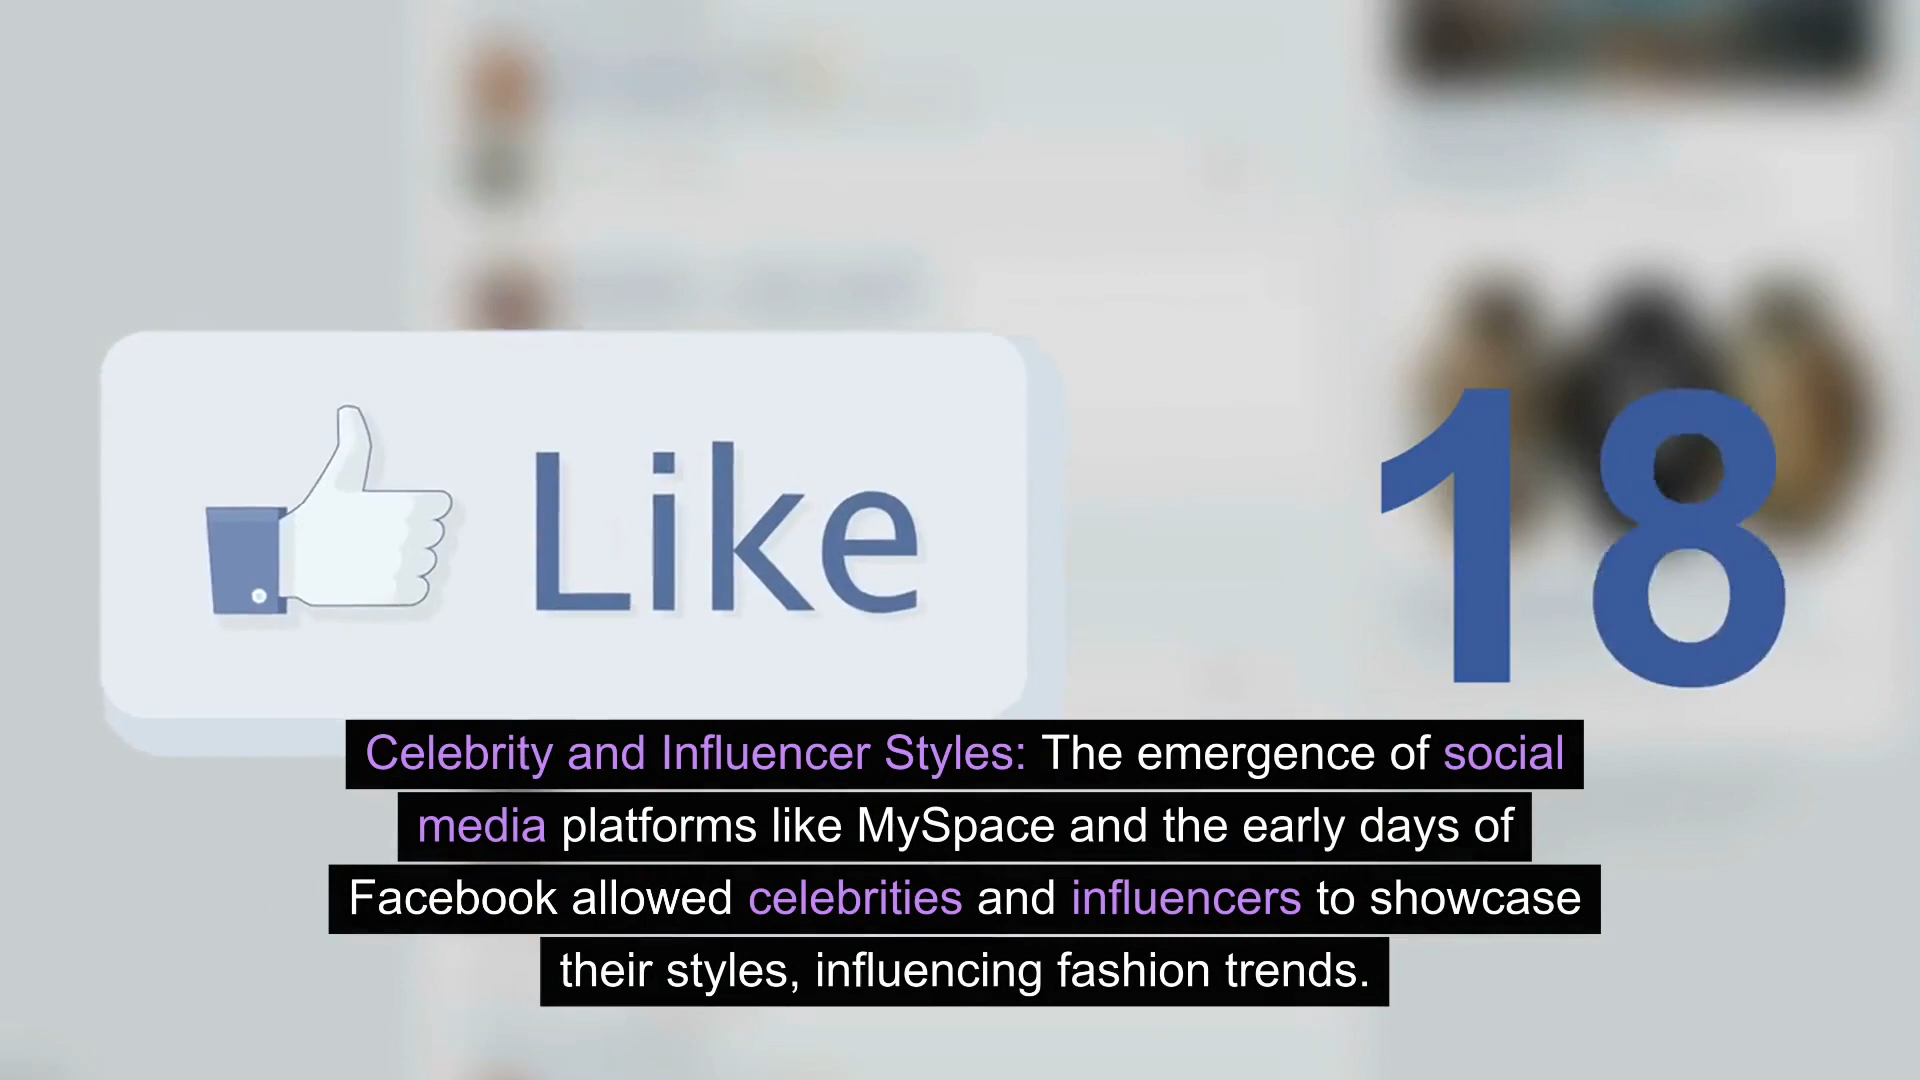 Like
18
Celebrity and Influencer Styles: The emergence of social
media platforms like MySpace and the early days of
Facebook allowed celebrities and influencers to showcase
their styles, influencing fashion trends.